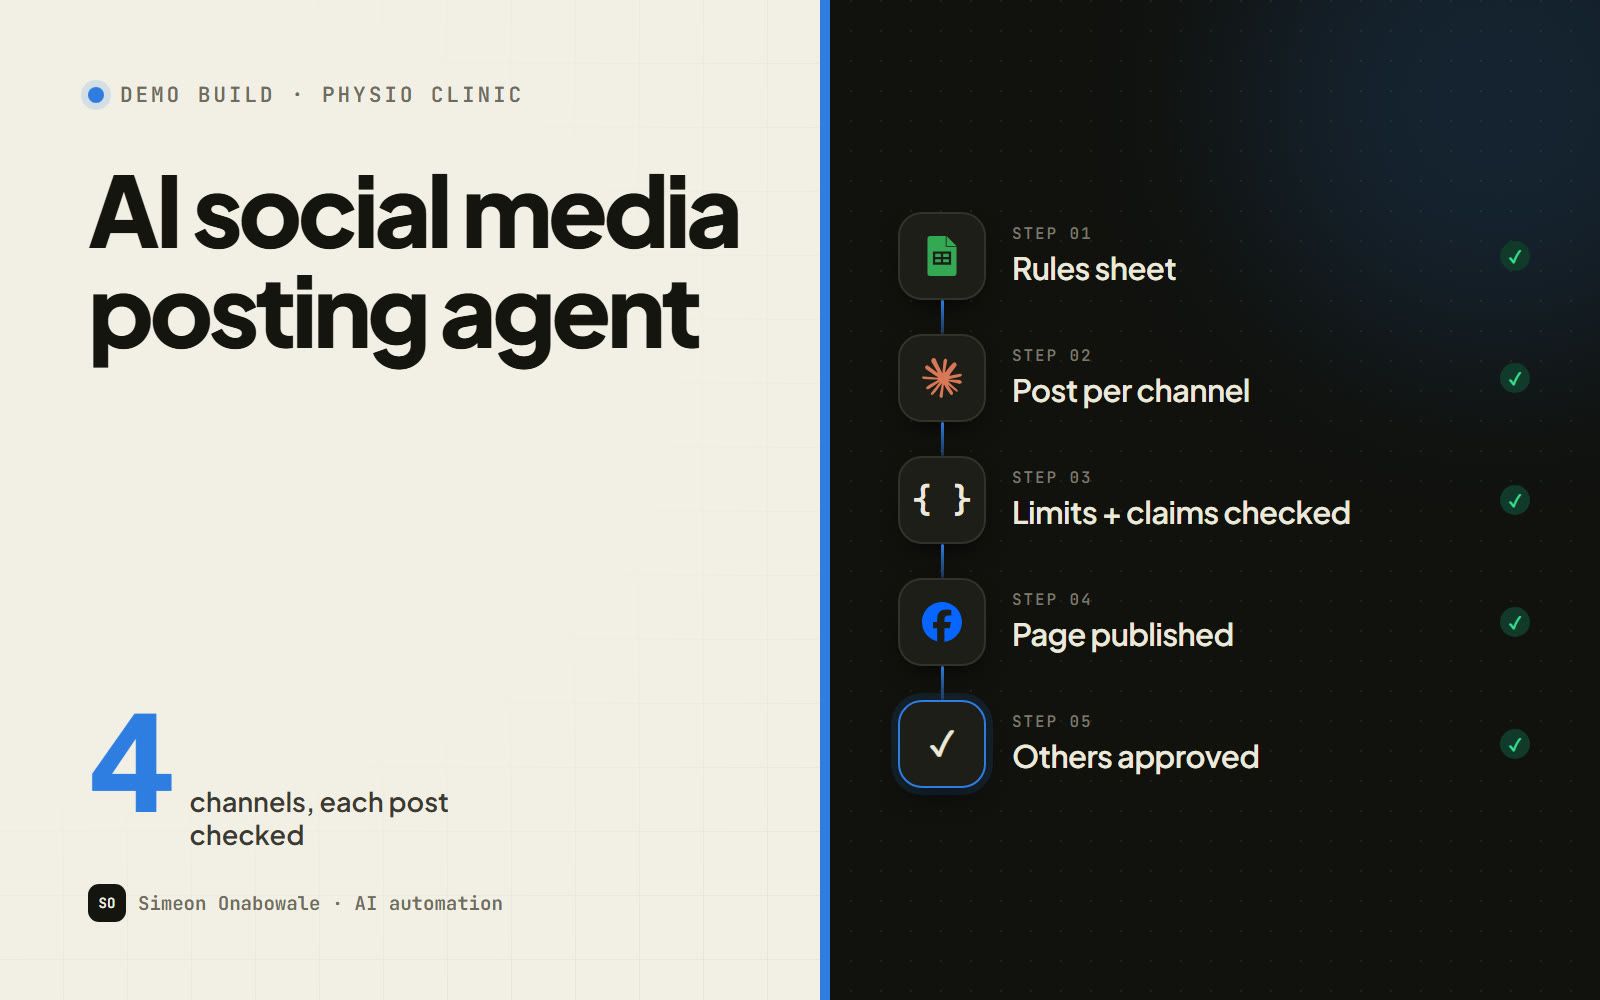 DEMO BUILD · PHYSIO CLINIC
AI social media
posting agent
4
channels, each post
checked
SO
Simeon Onabowale · AI automation
STEP 01
Rules sheet
STEP 02
Post per channel
{ }
STEP 03
Limits + claims checked
STEP 04
Page published
STEP 05
Others approved